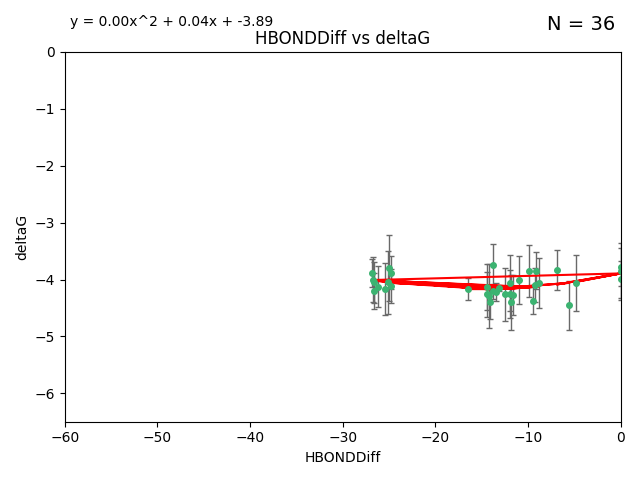 y = 0.00x^2 + 0.04x + -3.89
N = 36
HBONDDiff vs deltaG
0
−1
−2
−3
−4
−5
−6
deltaG
−60
−50
−40
−30
−20
−10
0
HBONDDiff